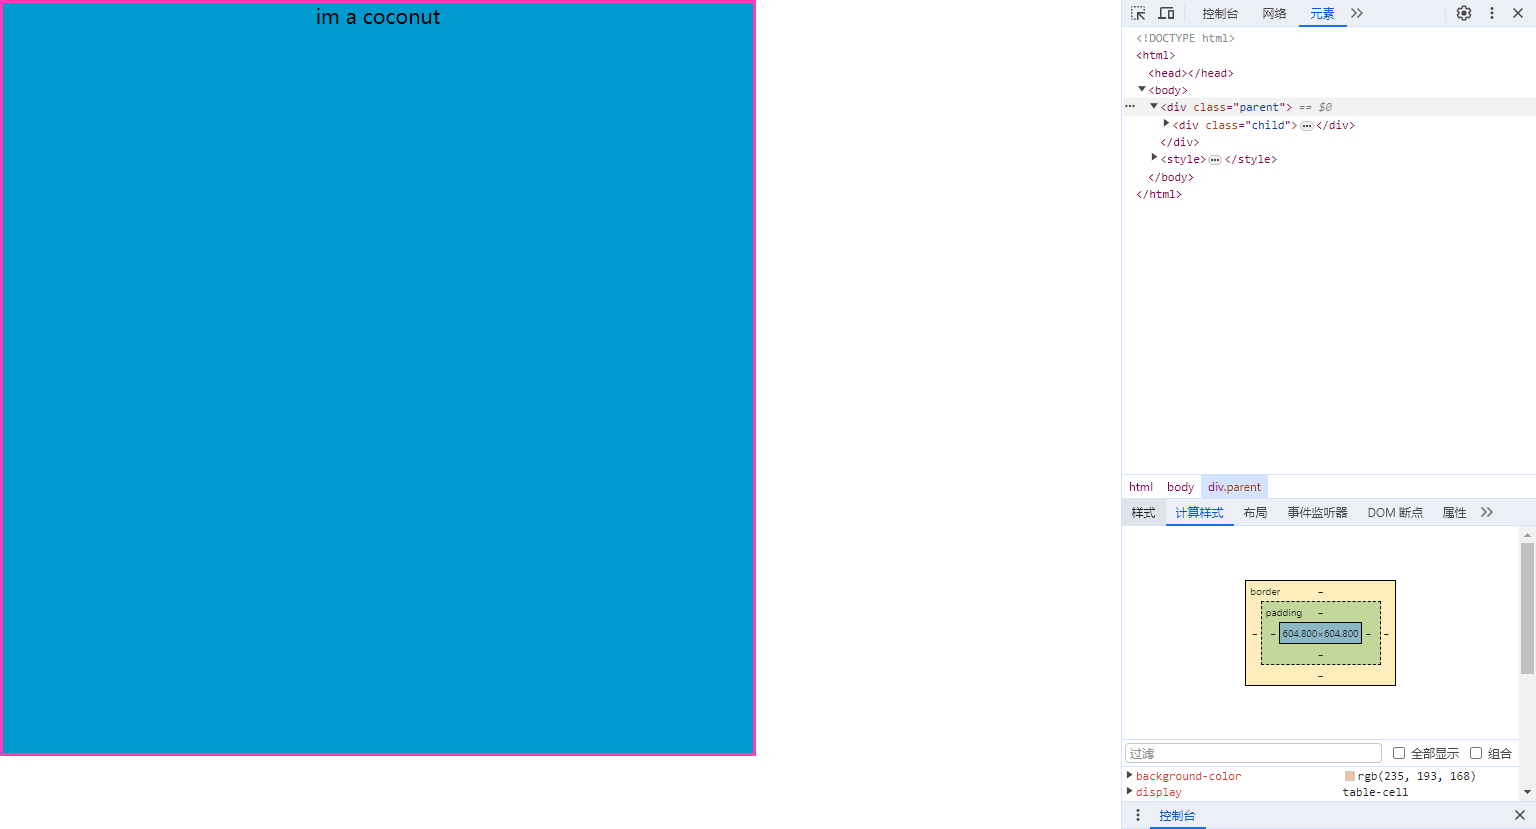 im a coconut
控制台 网络 元素
<!DOCTYPE html>
<html>
<head></head>
<body>
<div class="parent"> == $0
<div class="child"> … </div>
</div>
<style> … </style>
</body>
</html>
html body div.parent
样式 计算样式 布局 事件监听器 DOM 断点 属性
border –
padding –
– – 604.800×604.800 – –
–
–
过滤 全部显示 组合
background-color rgb(235, 193, 168)
display table-cell
控制台